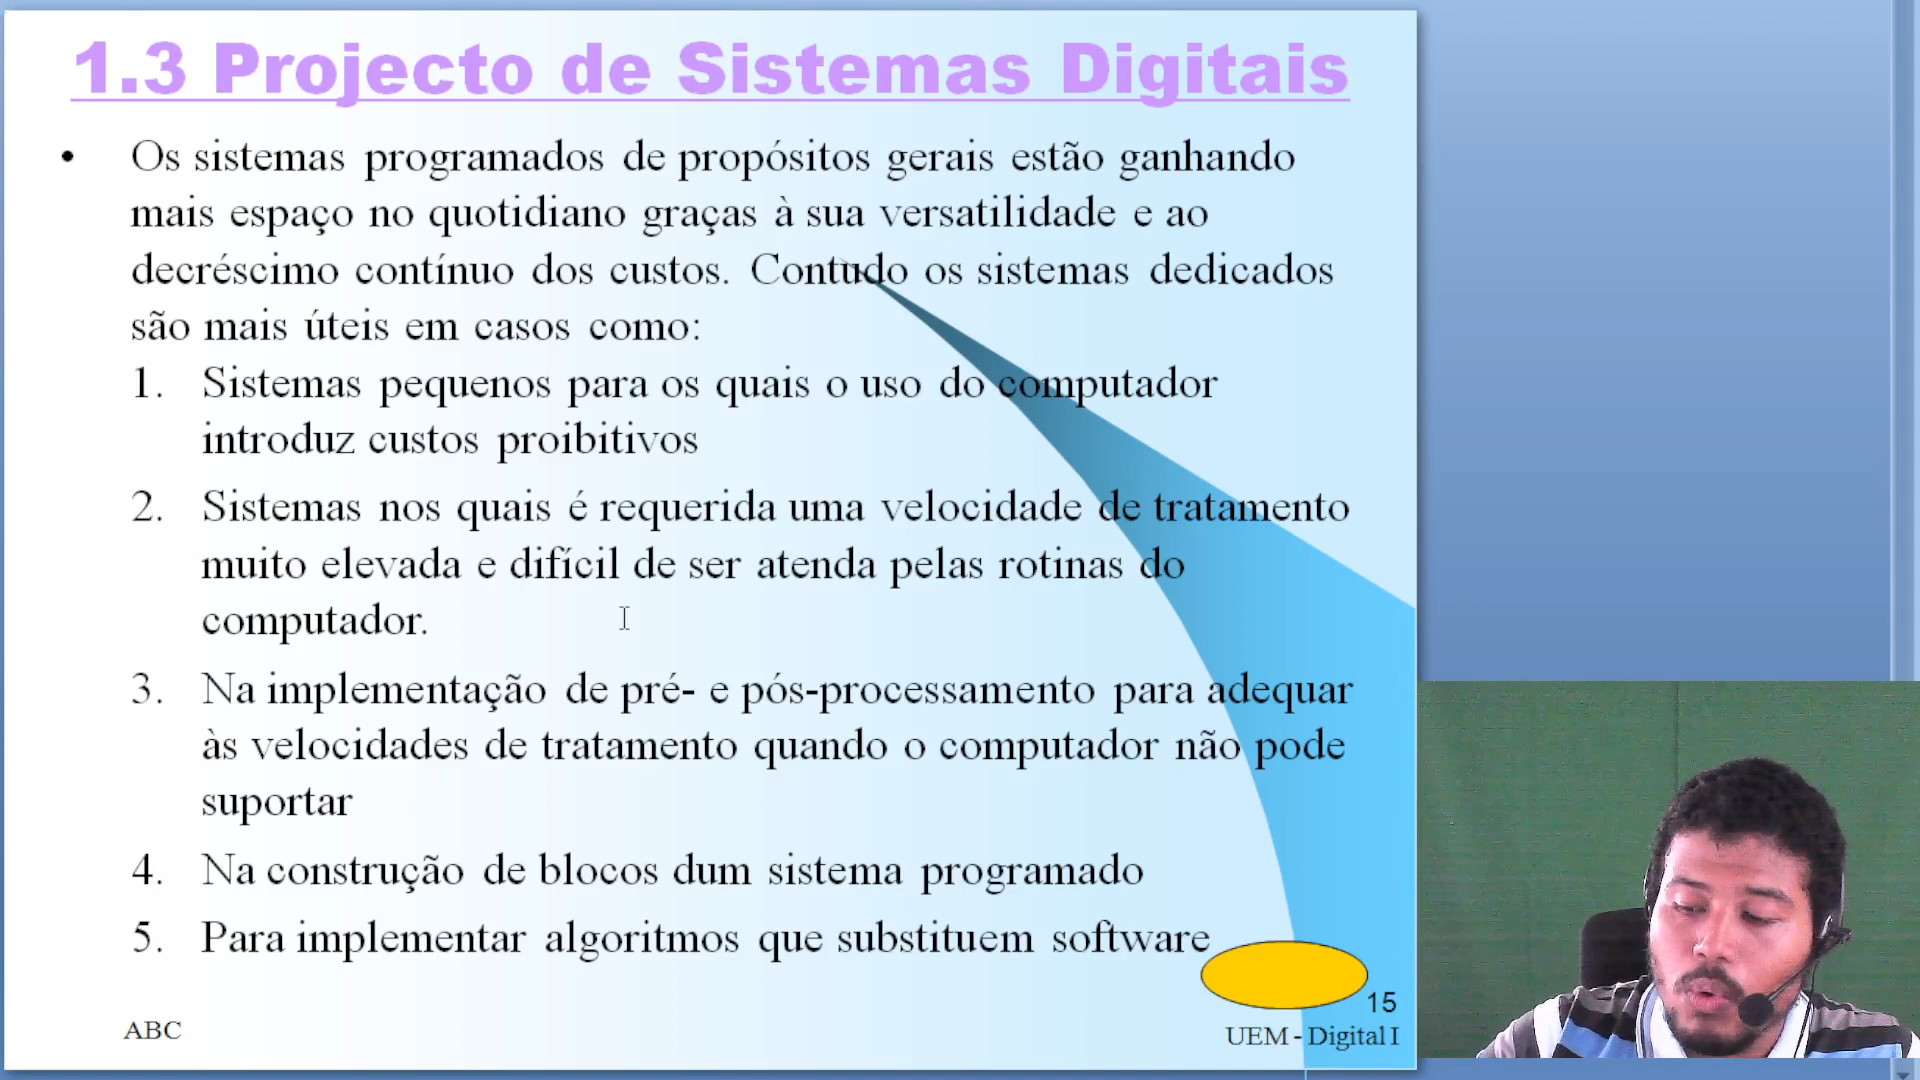 1.3 Projecto de Sistemas Digitais
• Os sistemas programados de propósitos gerais estão ganhando
mais espaço no quotidiano graças à sua versatilidade e ao
decréscimo contínuo dos custos. Contudo os sistemas dedicados
são mais úteis em casos como:
1. Sistemas pequenos para os quais o uso do computador
introduz custos proibitivos
2. Sistemas nos quais é requerida uma velocidade de tratamento
muito elevada e difícil de ser atenda pelas rotinas do
computador.
3. Na implementação de pré- e pós-processamento para adequar
às velocidades de tratamento quando o computador não pode
suportar
4. Na construção de blocos dum sistema programado
5. Para implementar algoritmos que substituem software
15
ABC
UEM - Digital I